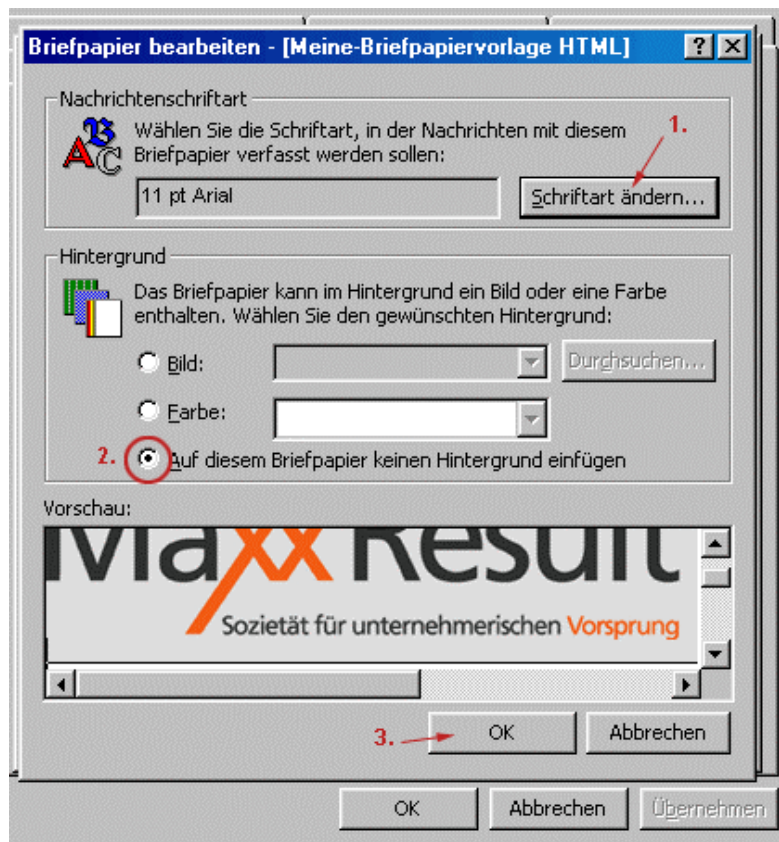 Briefpapier bearbeiten - [Meine-Briefpapiervorlage HTML]
Nachrichtenschriftart
Wählen Sie die Schriftart, in der Nachrichten mit diesem
Briefpapier verfasst werden sollen:
1.
11 pt Arial
Schriftart ändern...
Hintergrund
Das Briefpapier kann im Hintergrund ein Bild oder eine Farbe
enthalten. Wählen Sie den gewünschten Hintergrund:
Bild:
Durchsuchen...
Farbe:
2.
Auf diesem Briefpapier keinen Hintergrund einfügen
Vorschau:
Maxx Result
Sozietät für unternehmerischen Vorsprung
3.
OK
Abbrechen
OK
Abbrechen
Übernehmen